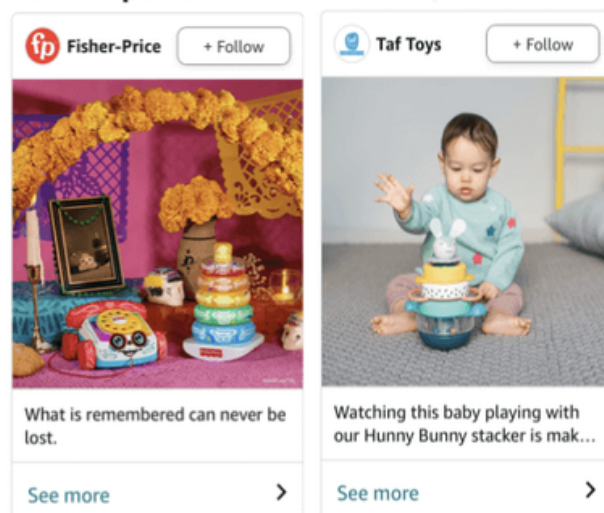 fp
Fisher-Price
+ Follow
What is remembered can never be
lost.
See more
Taf Toys
+ Follow
Watching this baby playing with
our Hunny Bunny stacker is mak...
See more